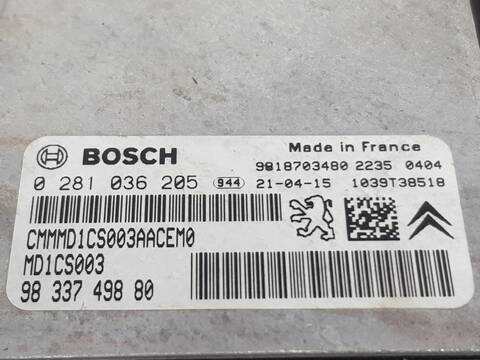 BOSCH
Made in France
9818703480 2235 0404
0 281 036 205 944 21-04-15 1039T38518
CMMMD1CS003AACEM0
MD1CS003
98 337 498 80